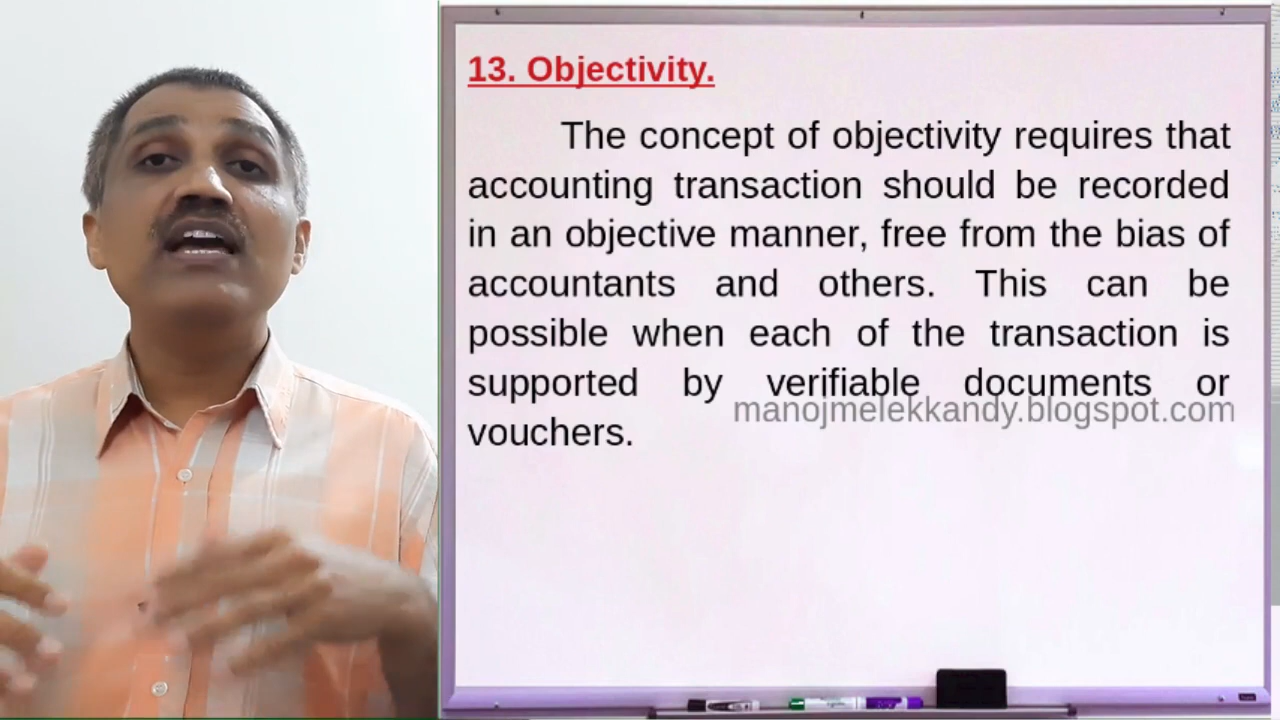 13. Objectivity.
The concept of objectivity requires that
accounting transaction should be recorded
in an objective manner, free from the bias of
accountants and others. This can be
possible when each of the transaction is
supported by verifiable documents or
manojmelekkandy.blogspot.com
vouchers.